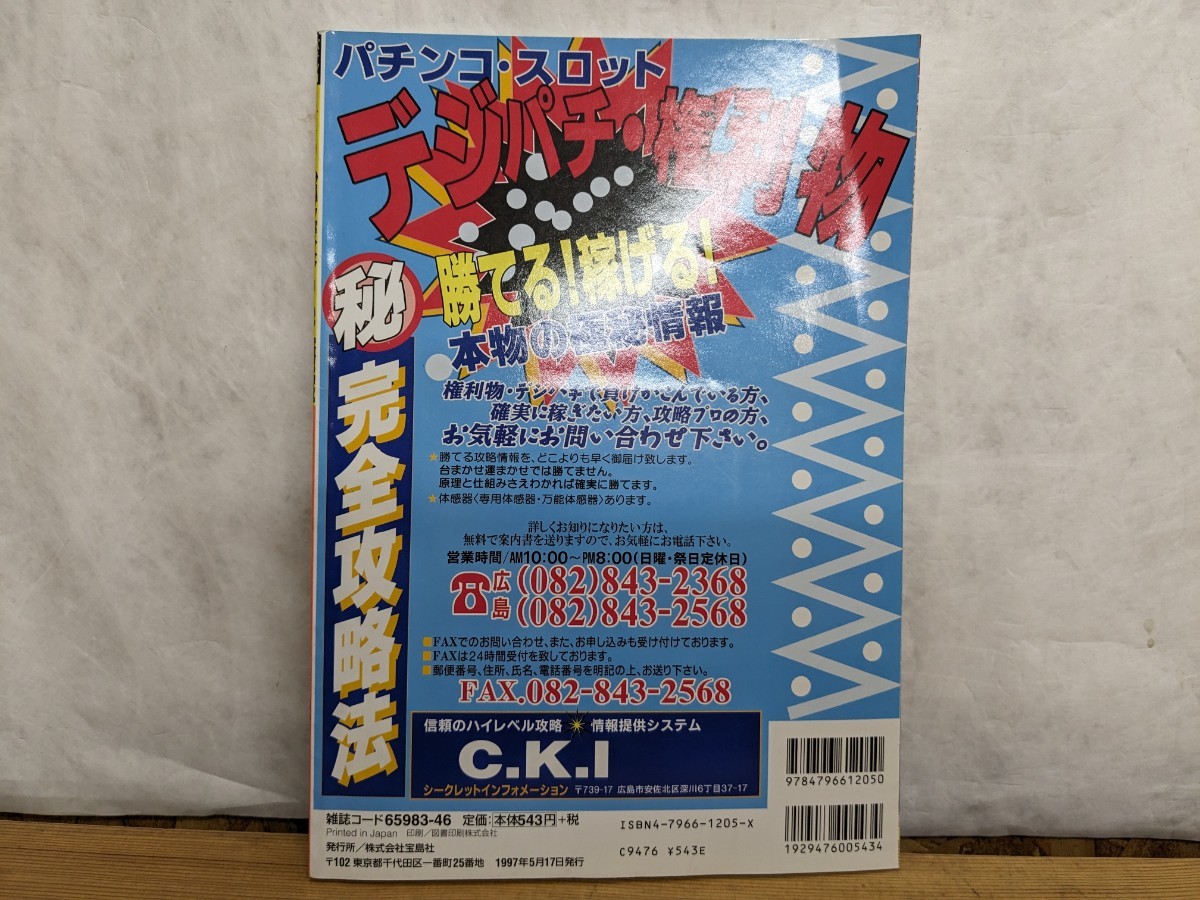 パチンコ・スロット
デジパチ・権利物
勝てる!稼げる!
本物の極秘情報
㊙
完全攻略法
権利物・デジパチで負けがこんでいる方、
確実に稼ぎたい方、攻略プロの方、
お気軽にお問い合わせ下さい。
★勝てる攻略情報を、どこよりも早く御届け致します。
台まかせ運まかせでは勝てません。
原理と仕組みさえわかれば確実に勝てます。
★体感器〈専用体感器・万能体感器〉あります。
詳しくお知りになりたい方は、
無料で案内書を送りますので、お気軽にお電話下さい。
営業時間/AM10:00〜PM8:00(日曜・祭日定休日)
☎広島 (082)843-2368
(082)843-2568
■FAXでのお問い合わせ、また、お申し込みも受け付けております。
■FAXは24時間受付を致しております。
■郵便番号、住所、氏名、電話番号を明記の上、お送り下さい。
FAX.082-843-2568
信頼のハイレベル攻略 情報提供システム
C.K.I
シークレットインフォメーション 〒739-17 広島市安佐北区深川6丁目37-17
雑誌コード65983-46 定価:本体543円+税
Printed in Japan 印刷/図書印刷株式会社
発行所/株式会社宝島社
〒102 東京都千代田区一番町25番地 1997年5月17日発行
ISBN4-7966-1205-X
C9476 ¥543E
9784796612050
1929476005434